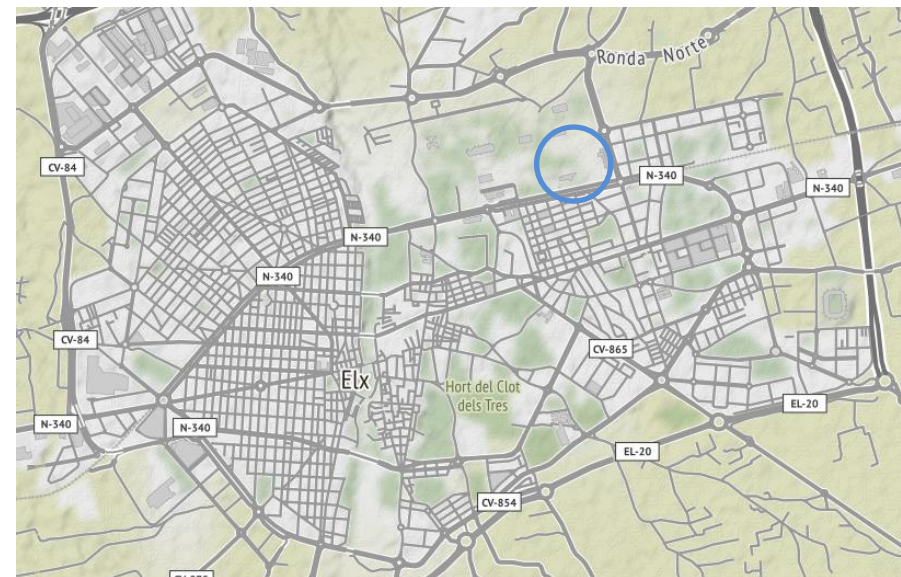 Ronda Norte
CV-84
N-340
N-340
N-340
N-340
CV-84
CV-865
Elx
Hort del Clot
dels Tres
EL-20
N-340
N-340
EL-20
CV-854